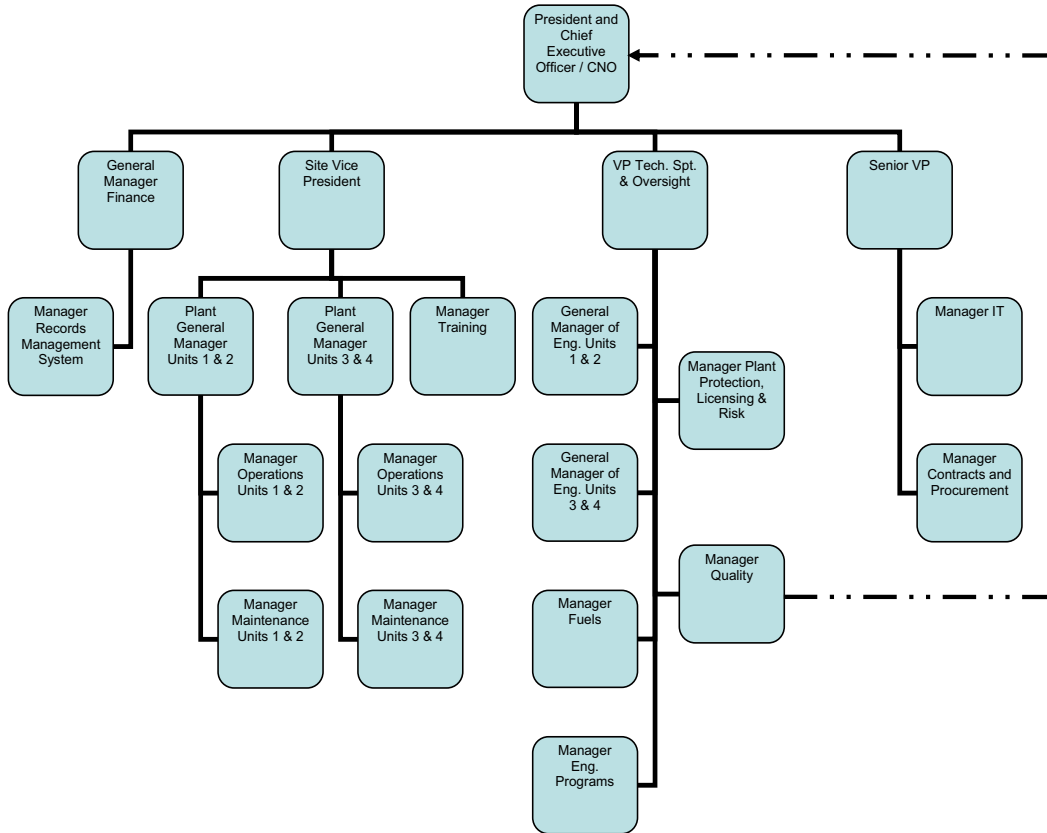 President and
Chief
Executive
Officer / CNO
General
Manager
Finance
Site Vice
President
VP Tech. Spt.
& Oversight
Senior VP
Manager
Records
Management
System
Plant
General
Manager
Units 1 & 2
Plant
General
Manager
Units 3 & 4
Manager
Training
General
Manager of
Eng. Units
1 & 2
Manager IT
Manager Plant
Protection,
Licensing &
Risk
Manager
Operations
Units 1 & 2
Manager
Operations
Units 3 & 4
General
Manager of
Eng. Units
3 & 4
Manager
Contracts and
Procurement
Manager
Quality
Manager
Maintenance
Units 1 & 2
Manager
Maintenance
Units 3 & 4
Manager
Fuels
Manager
Eng.
Programs